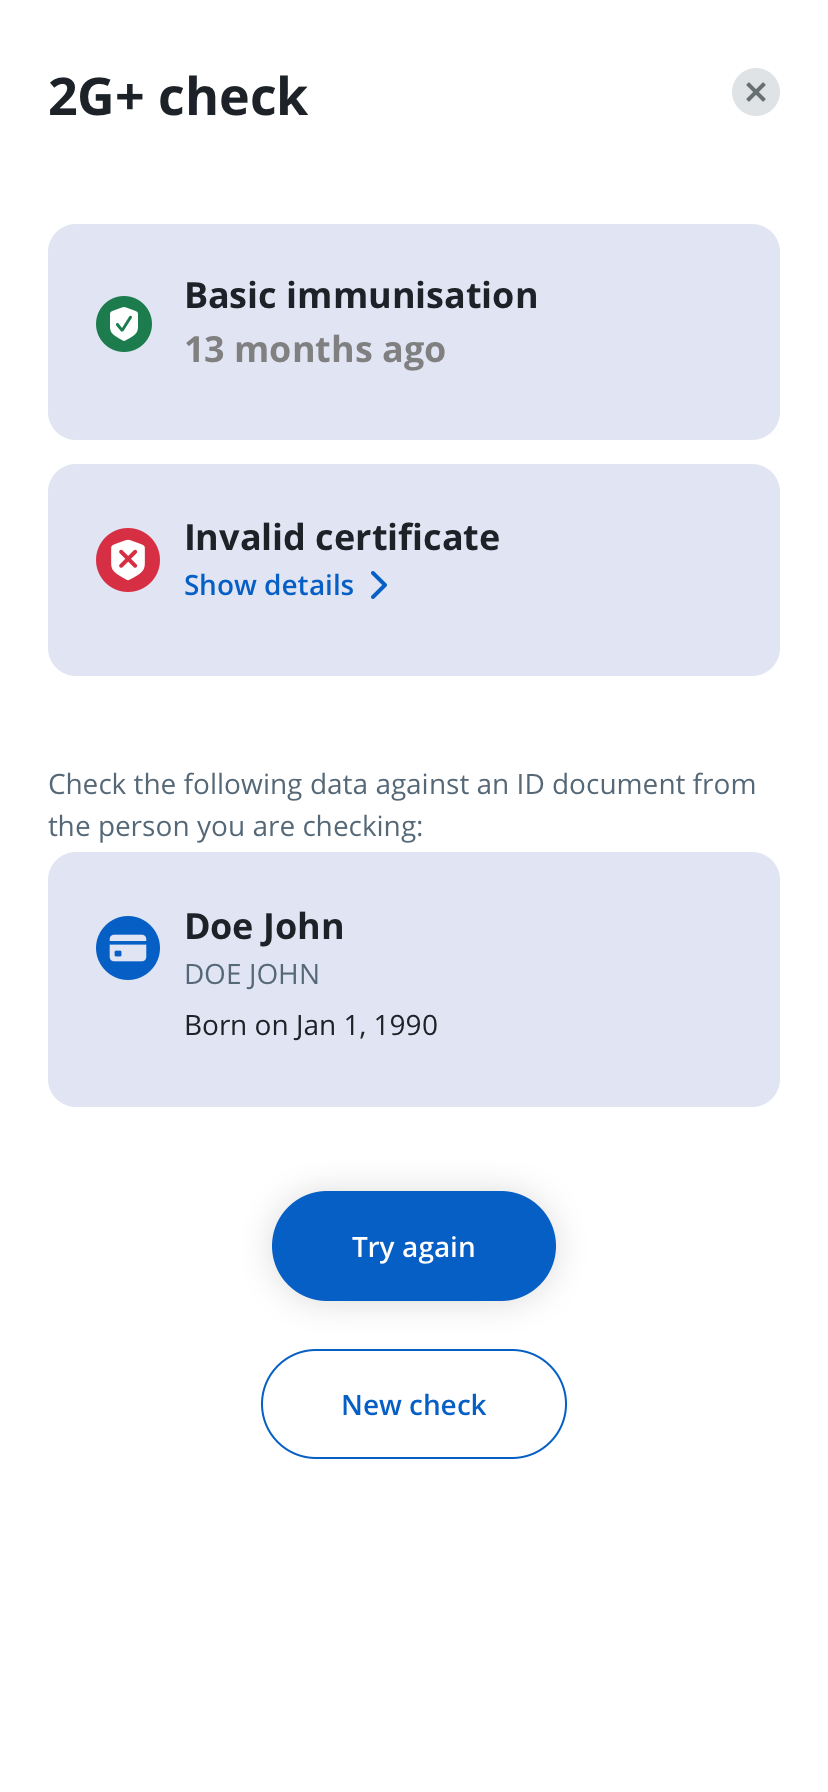 2G+ check
Basic immunisation
13 months ago
Invalid certificate
Show details
Check the following data against an ID document from
the person you are checking:
Doe John
DOE JOHN
Born on Jan 1, 1990
Try again
New check